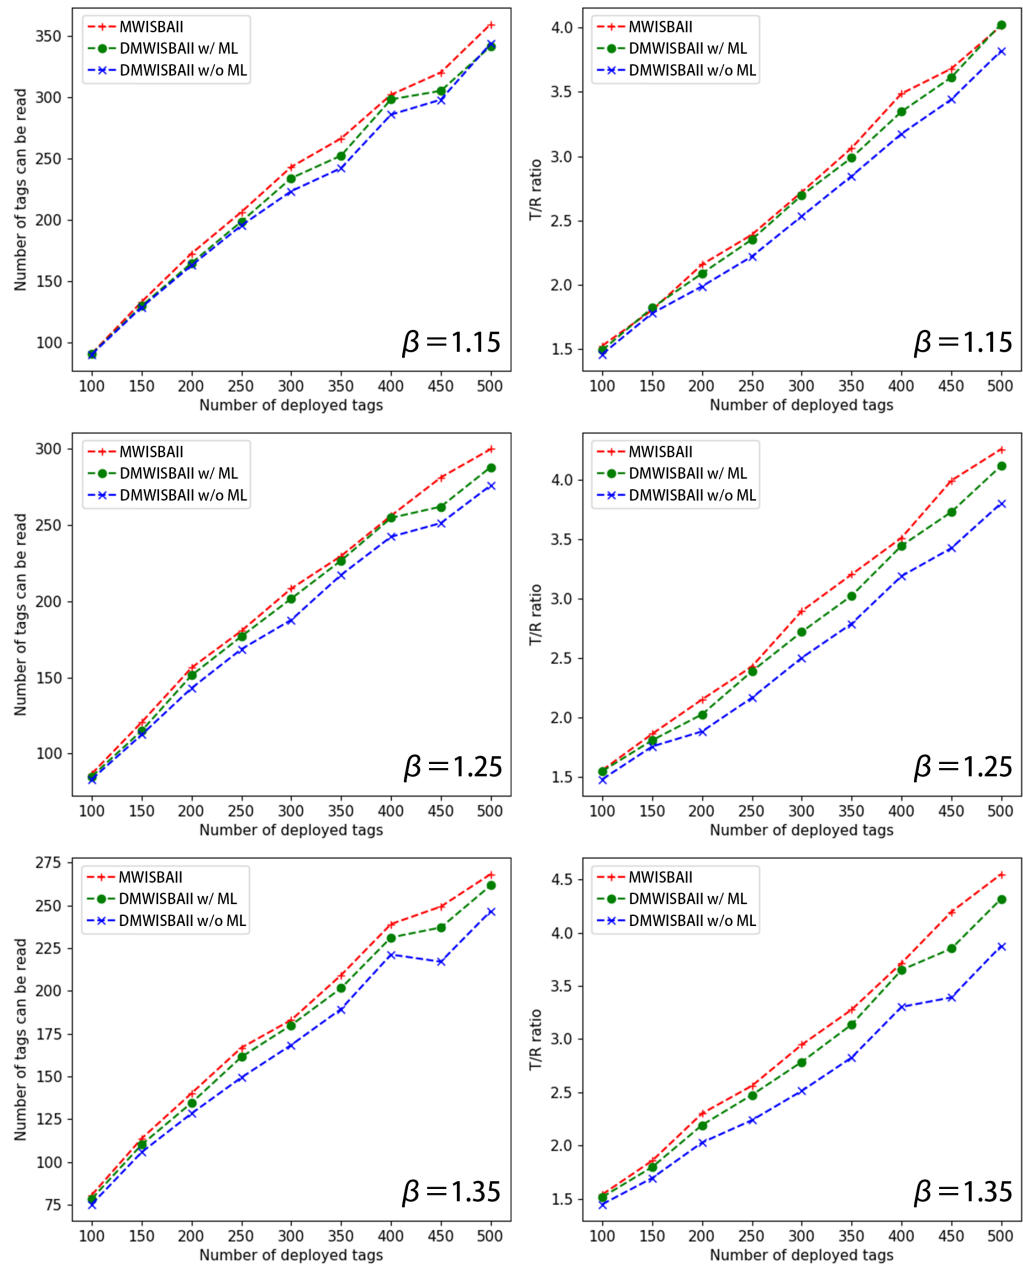 MWISBAII
DMWISBAII w/ ML
DMWISBAII w/o ML
Number of tags can be read
350
300
250
200
150
100
β=1.15
100 150 200 250 300 350 400 450 500
Number of deployed tags
MWISBAII
DMWISBAII w/ ML
DMWISBAII w/o ML
T/R ratio
4.0
3.5
3.0
2.5
2.0
1.5
β=1.15
100 150 200 250 300 350 400 450 500
Number of deployed tags
MWISBAII
DMWISBAII w/ ML
DMWISBAII w/o ML
Number of tags can be read
300
250
200
150
100
β=1.25
100 150 200 250 300 350 400 450 500
Number of deployed tags
MWISBAII
DMWISBAII w/ ML
DMWISBAII w/o ML
T/R ratio
4.0
3.5
3.0
2.5
2.0
1.5
β=1.25
100 150 200 250 300 350 400 450 500
Number of deployed tags
MWISBAII
DMWISBAII w/ ML
DMWISBAII w/o ML
Number of tags can be read
275
250
225
200
175
150
125
100
75
β=1.35
100 150 200 250 300 350 400 450 500
Number of deployed tags
MWISBAII
DMWISBAII w/ ML
DMWISBAII w/o ML
T/R ratio
4.5
4.0
3.5
3.0
2.5
2.0
1.5
β=1.35
100 150 200 250 300 350 400 450 500
Number of deployed tags